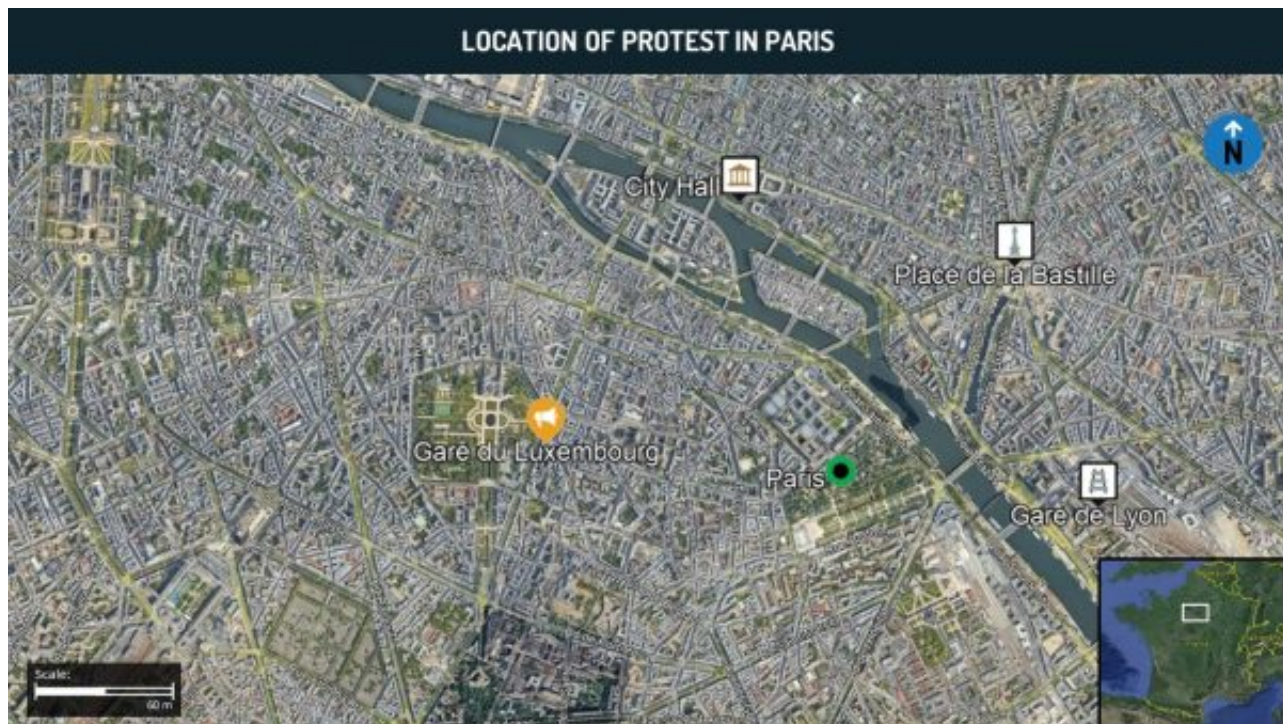 LOCATION OF PROTEST IN PARIS
N
City Hall
Place de la Bastille
Gare du Luxembourg
Paris
Gare de Lyon
Scale:
60 m